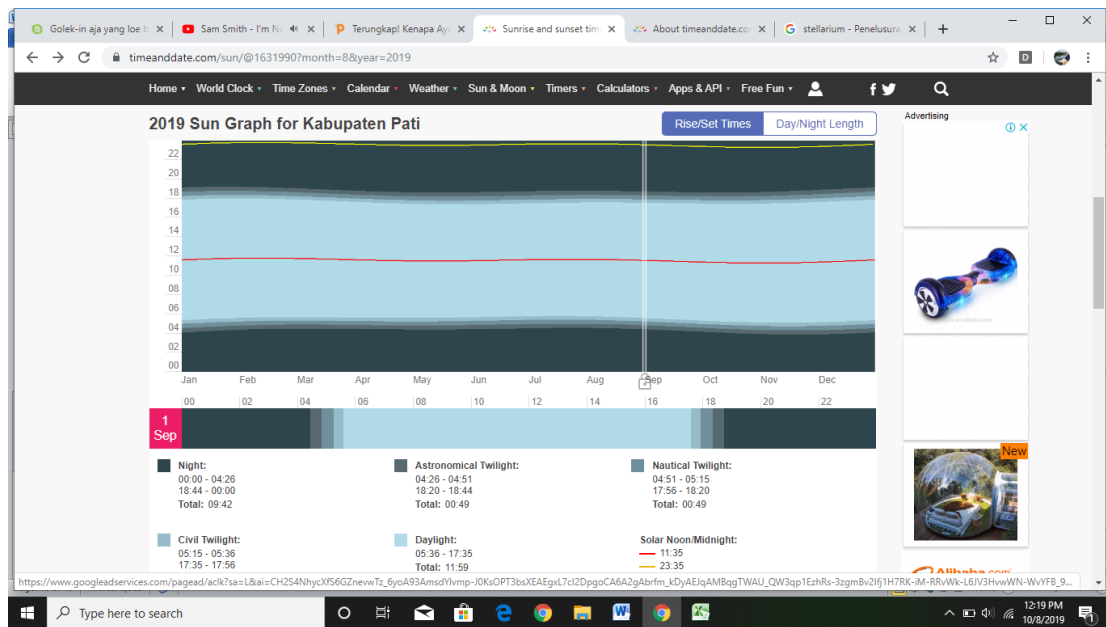 Golek-in aja yang loe b
Sam Smith - I'm No
Terungkap! Kenapa Ay
Sunrise and sunset tim
About timeanddate.co
stellarium - Penelusura
timeanddate.com/sun/@1631990?month=8&year=2019
D
Home World Clock Time Zones Calendar Weather Sun & Moon Timers Calculators Apps & API Free Fun
2019 Sun Graph for Kabupaten Pati
Rise/Set Times Day/Night Length
Advertising
22
20
18
16
14
12
10
08
06
04
02
00
Jan Feb Mar Apr May Jun Jul Aug Sep Oct Nov Dec
00 02 04 06 08 10 12 14 16 18 20 22
1
Sep
Night:
00:00 - 04:26
18:44 - 00:00
Total: 09:42
Astronomical Twilight:
04:26 - 04:51
18:20 - 18:44
Total: 00:49
Nautical Twilight:
04:51 - 05:15
17:56 - 18:20
Total: 00:49
Civil Twilight:
05:15 - 05:36
17:35 - 17:56
Daylight:
05:36 - 17:35
Total: 11:59
Solar Noon/Midnight:
11:35
23:35
New
Alibaba.com
Type here to search
12:19 PM
10/8/2019
1